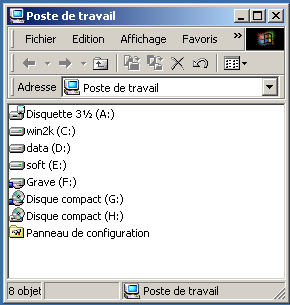 Poste de travail
Fichier Edition Affichage Favoris »
Adresse Poste de travail
Disquette 3½ (A:)
win2k (C:)
data (D:)
soft (E:)
Grave (F:)
Disque compact (G:)
Disque compact (H:)
Panneau de configuration
8 objet Poste de travail